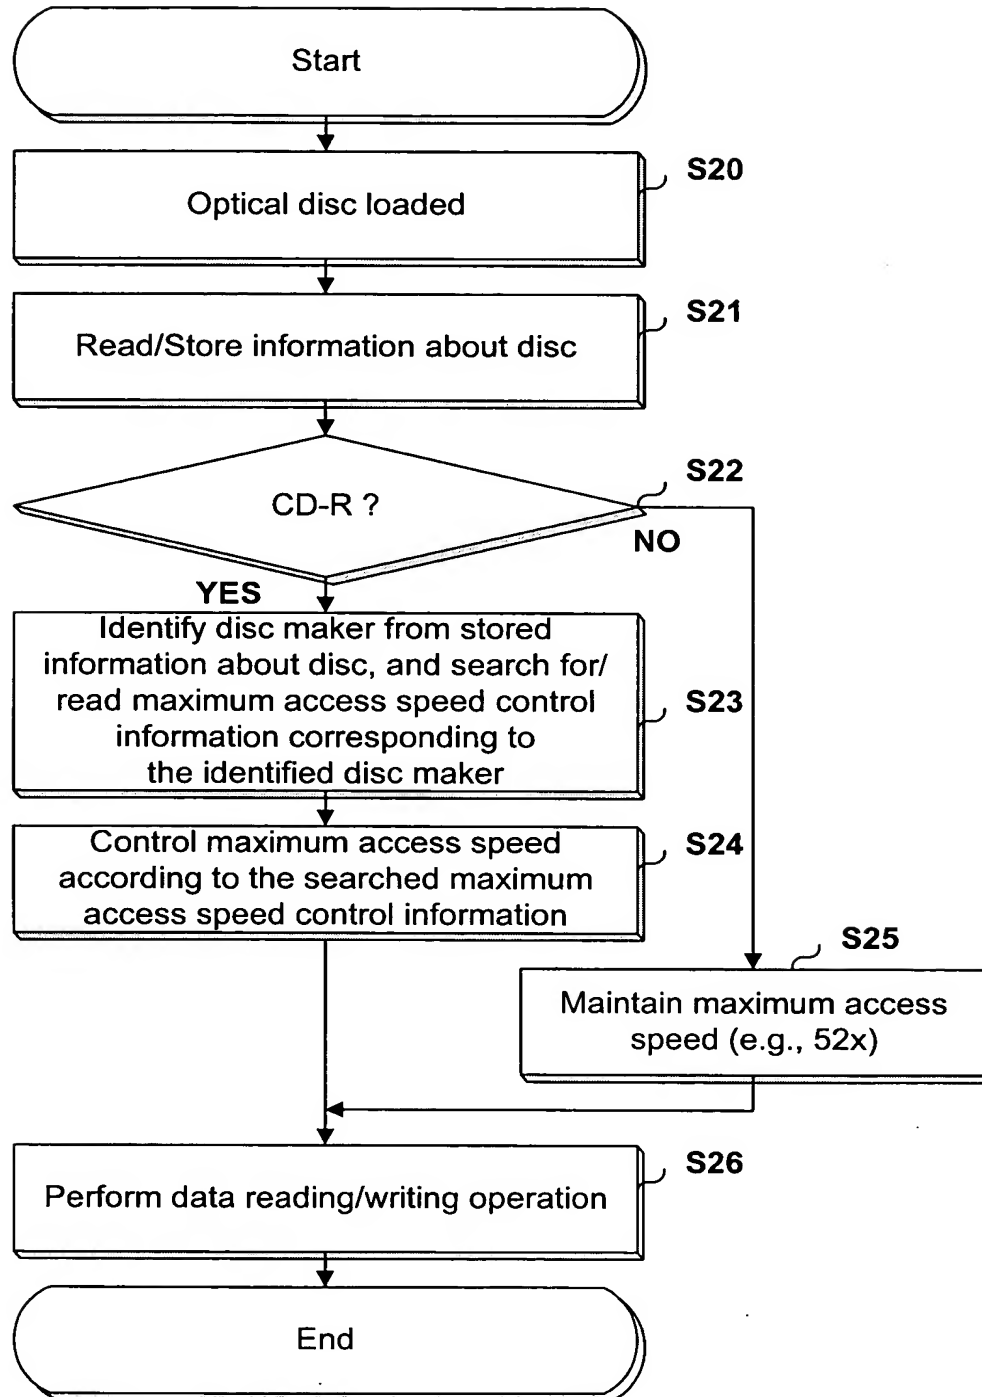 Start
S20
Optical disc loaded
S21
Read/Store information about disc
S22
CD-R ?
NO
YES
Identify disc maker from stored
information about disc, and search for/
read maximum access speed control
information corresponding to
the identified disc maker
S23
Control maximum access speed
according to the searched maximum
access speed control information
S24
S25
Maintain maximum access
speed (e.g., 52x)
S26
Perform data reading/writing operation
End